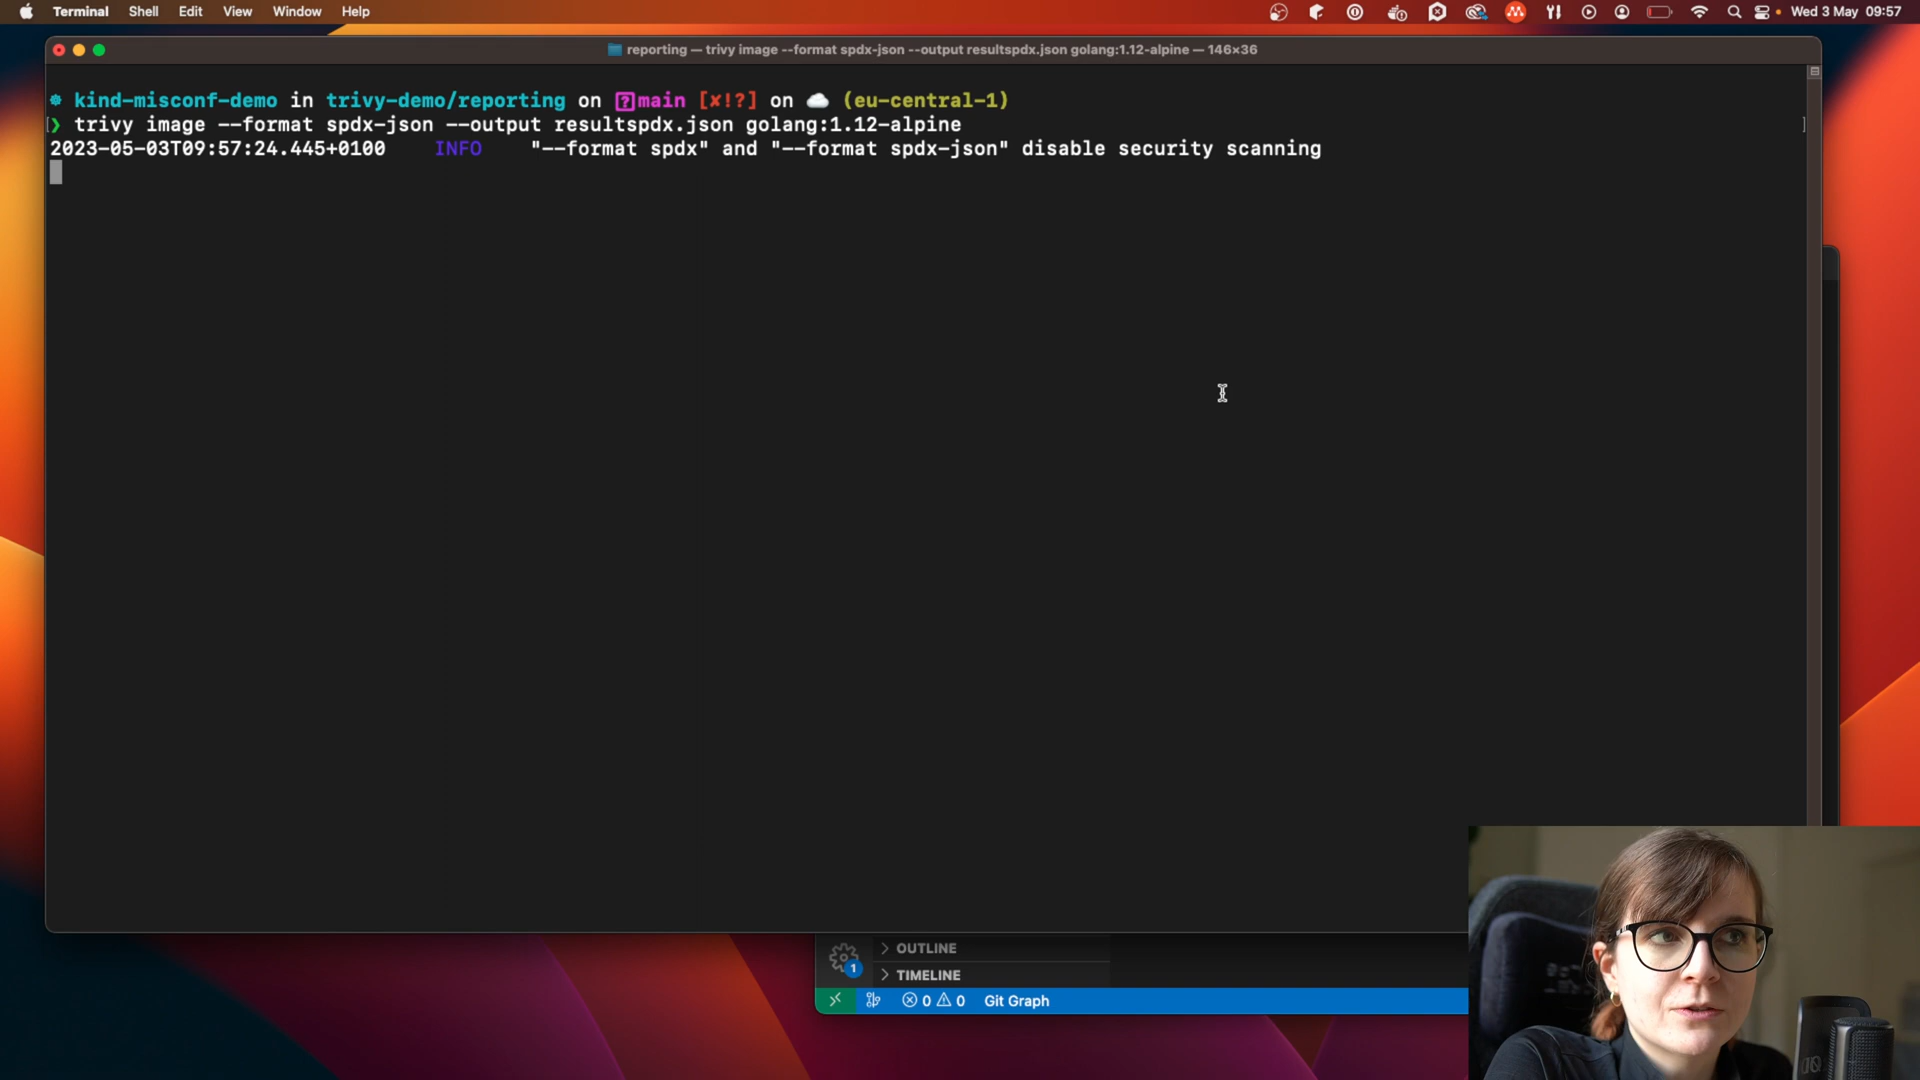 Terminal Shell Edit View Window Help
Wed 3 May 09:57
reporting — trivy image --format spdx-json --output resultspdx.json golang:1.12-alpine — 146×36
kind-misconf-demo in trivy-demo/reporting on main [✘!?] on ☁ (eu-central-1)
❯ trivy image --format spdx-json --output resultspdx.json golang:1.12-alpine
2023-05-03T09:57:24.445+0100 INFO "--format spdx" and "--format spdx-json" disable security scanning
OUTLINE
1
TIMELINE
0 0 Git Graph